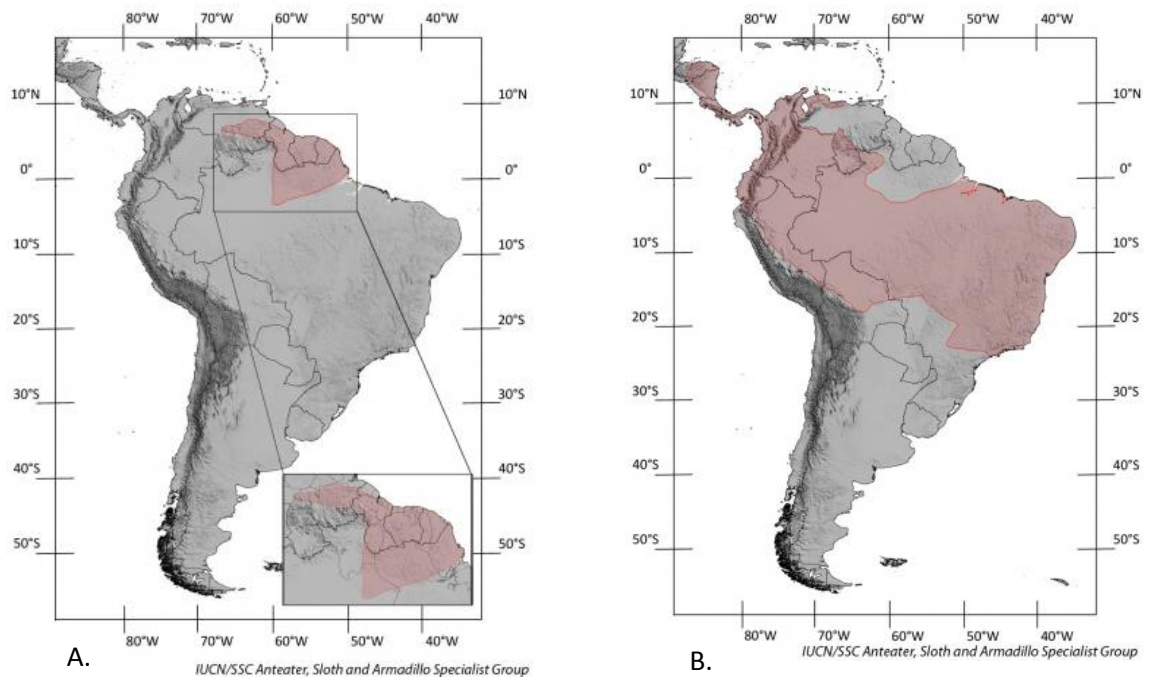 80°W 70°W 60°W 50°W 40°W
10°N 10°N
0° 0°
10°S 10°S
20°S 20°S
30°S 30°S
40°S 40°S
50°S 50°S
80°W 70°W 60°W 50°W 40°W
A.
IUCN/SSC Anteater, Sloth and Armadillo Specialist Group
80°W 70°W 60°W 50°W 40°W
10°N 10°N
0° 0°
10°S 10°S
20°S 20°S
30°S 30°S
40°S 40°S
50°S 50°S
80°W 70°W 60°W 50°W 40°W
B.
IUCN/SSC Anteater, Sloth and Armadillo Specialist Group